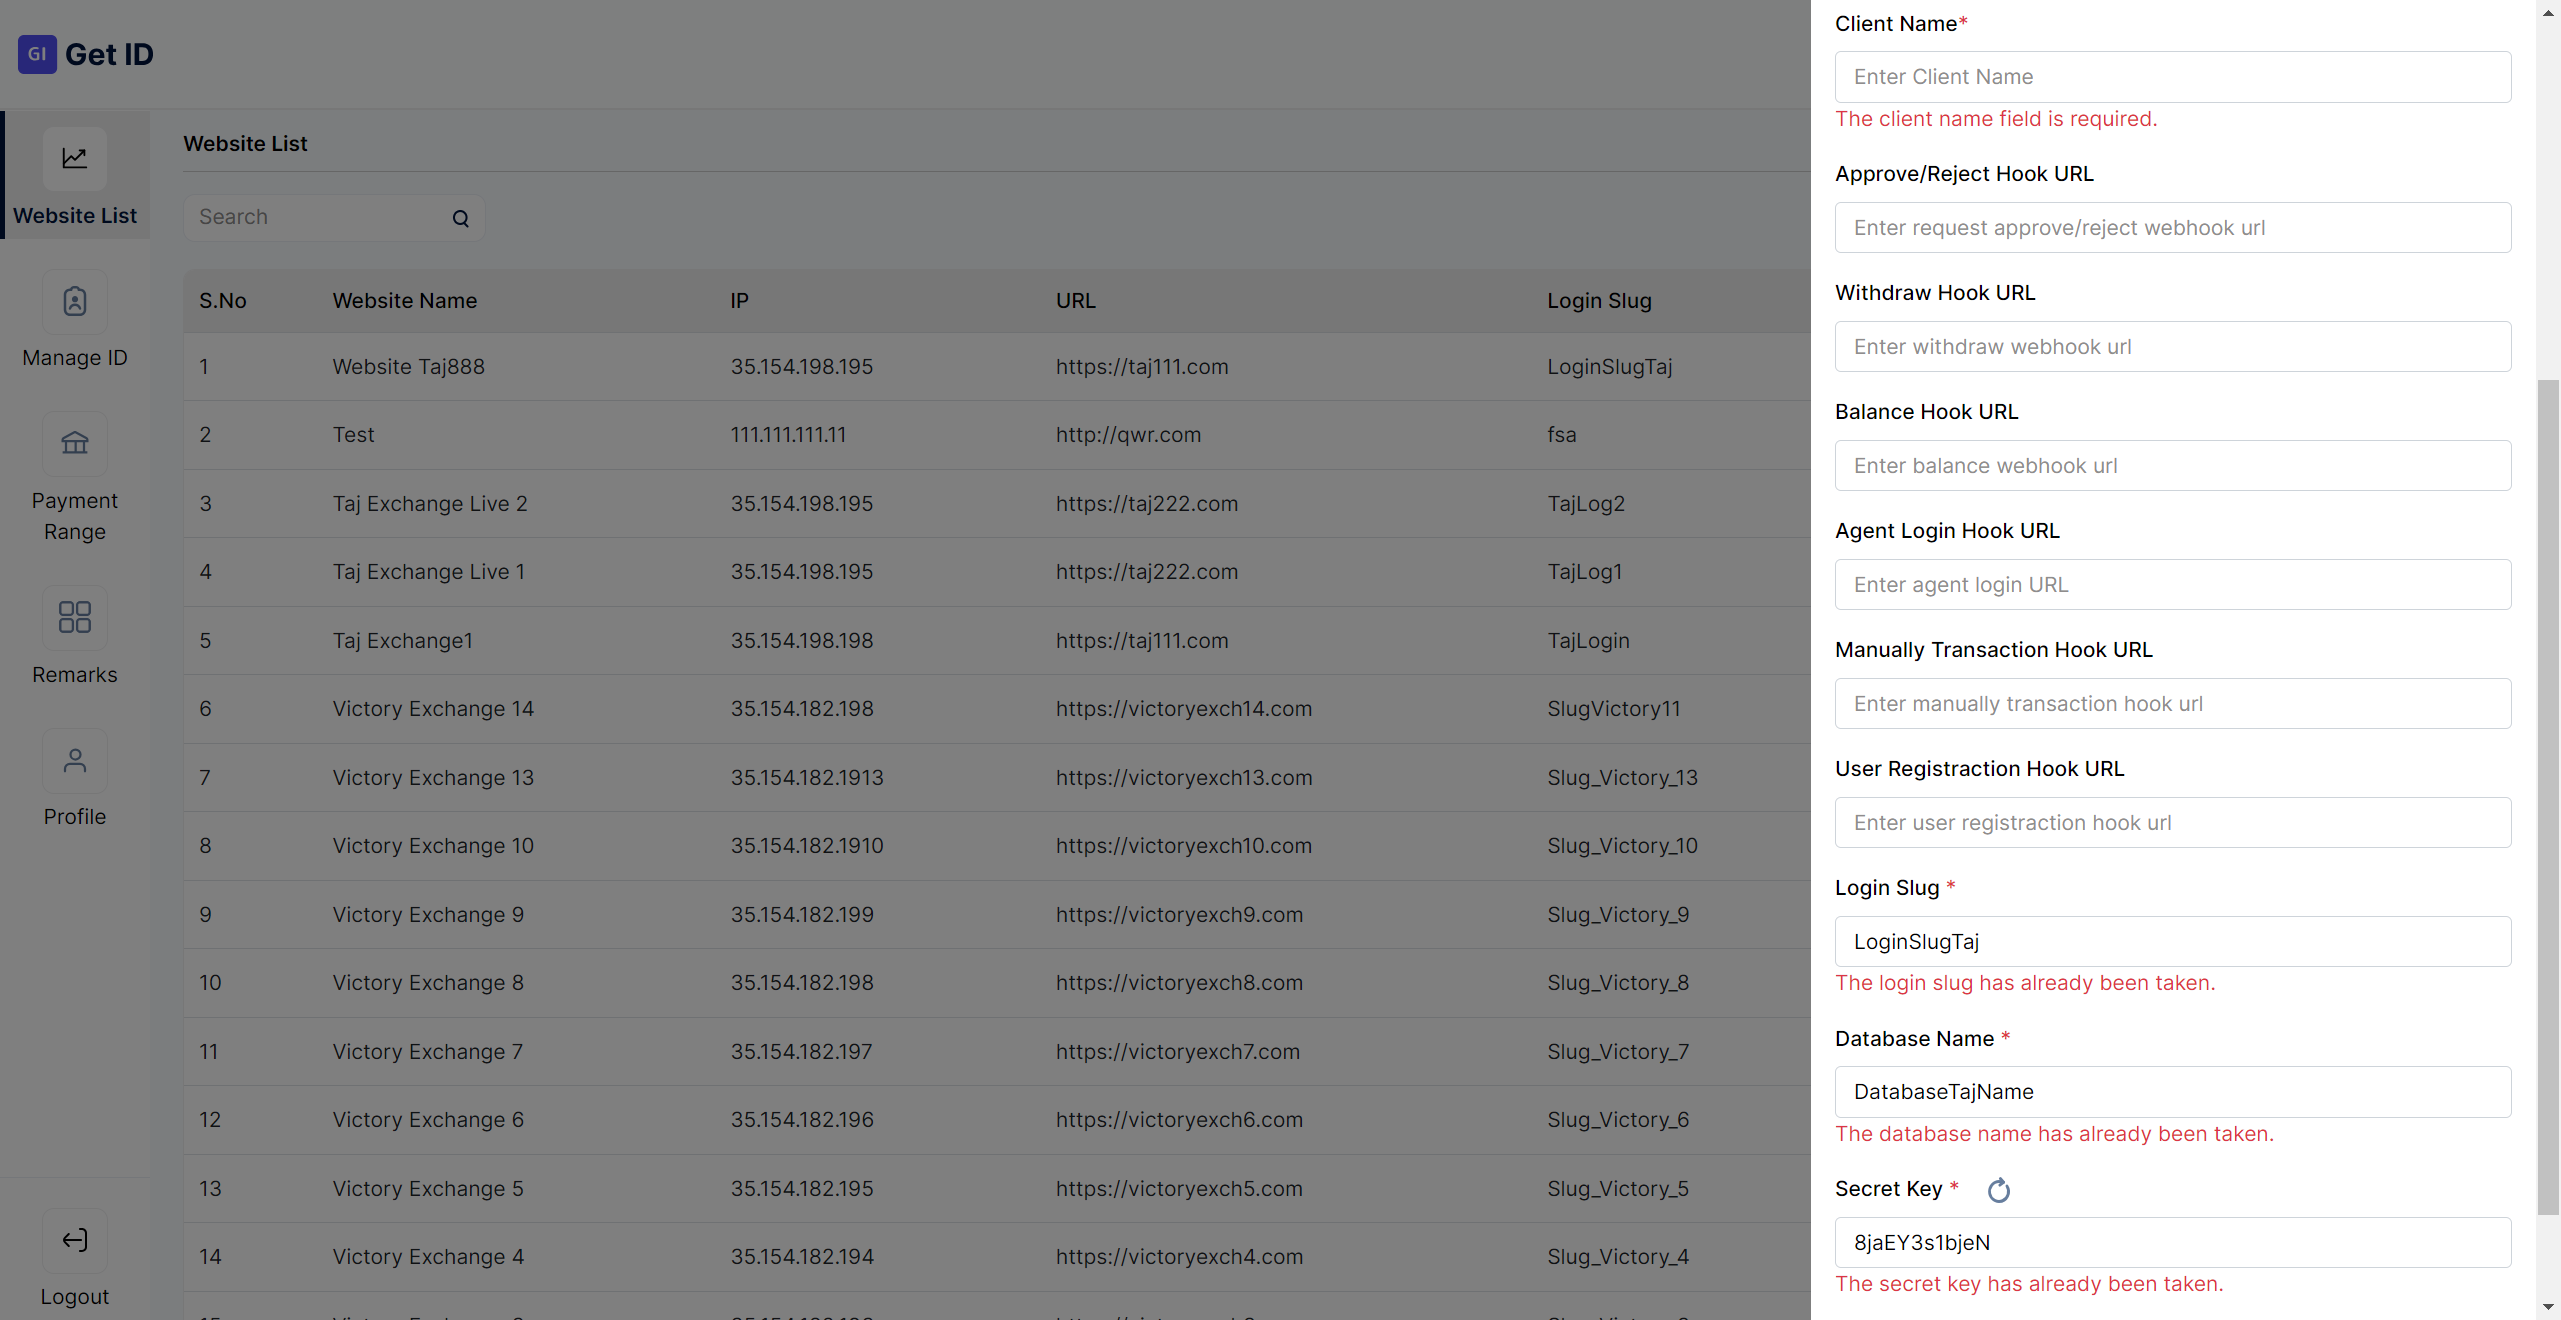 GI Get ID
Website List
Manage ID
Payment
Range
Remarks
Profile
Logout
Website List
Search
S.No Website Name IP URL Login Slug
1 Website Taj888 35.154.198.195 https://taj111.com LoginSlugTaj
2 Test 111.111.111.11 http://qwr.com fsa
3 Taj Exchange Live 2 35.154.198.195 https://taj222.com TajLog2
4 Taj Exchange Live 1 35.154.198.195 https://taj222.com TajLog1
5 Taj Exchange1 35.154.198.198 https://taj111.com TajLogin
6 Victory Exchange 14 35.154.182.198 https://victoryexch14.com SlugVictory11
7 Victory Exchange 13 35.154.182.1913 https://victoryexch13.com Slug_Victory_13
8 Victory Exchange 10 35.154.182.1910 https://victoryexch10.com Slug_Victory_10
9 Victory Exchange 9 35.154.182.199 https://victoryexch9.com Slug_Victory_9
10 Victory Exchange 8 35.154.182.198 https://victoryexch8.com Slug_Victory_8
11 Victory Exchange 7 35.154.182.197 https://victoryexch7.com Slug_Victory_7
12 Victory Exchange 6 35.154.182.196 https://victoryexch6.com Slug_Victory_6
13 Victory Exchange 5 35.154.182.195 https://victoryexch5.com Slug_Victory_5
14 Victory Exchange 4 35.154.182.194 https://victoryexch4.com Slug_Victory_4
Client Name*
Enter Client Name
The client name field is required.
Approve/Reject Hook URL
Enter request approve/reject webhook url
Withdraw Hook URL
Enter withdraw webhook url
Balance Hook URL
Enter balance webhook url
Agent Login Hook URL
Enter agent login URL
Manually Transaction Hook URL
Enter manually transaction hook url
User Registraction Hook URL
Enter user registraction hook url
Login Slug *
LoginSlugTaj
The login slug has already been taken.
Database Name *
DatabaseTajName
The database name has already been taken.
Secret Key *
8jaEY3s1bjeN
The secret key has already been taken.